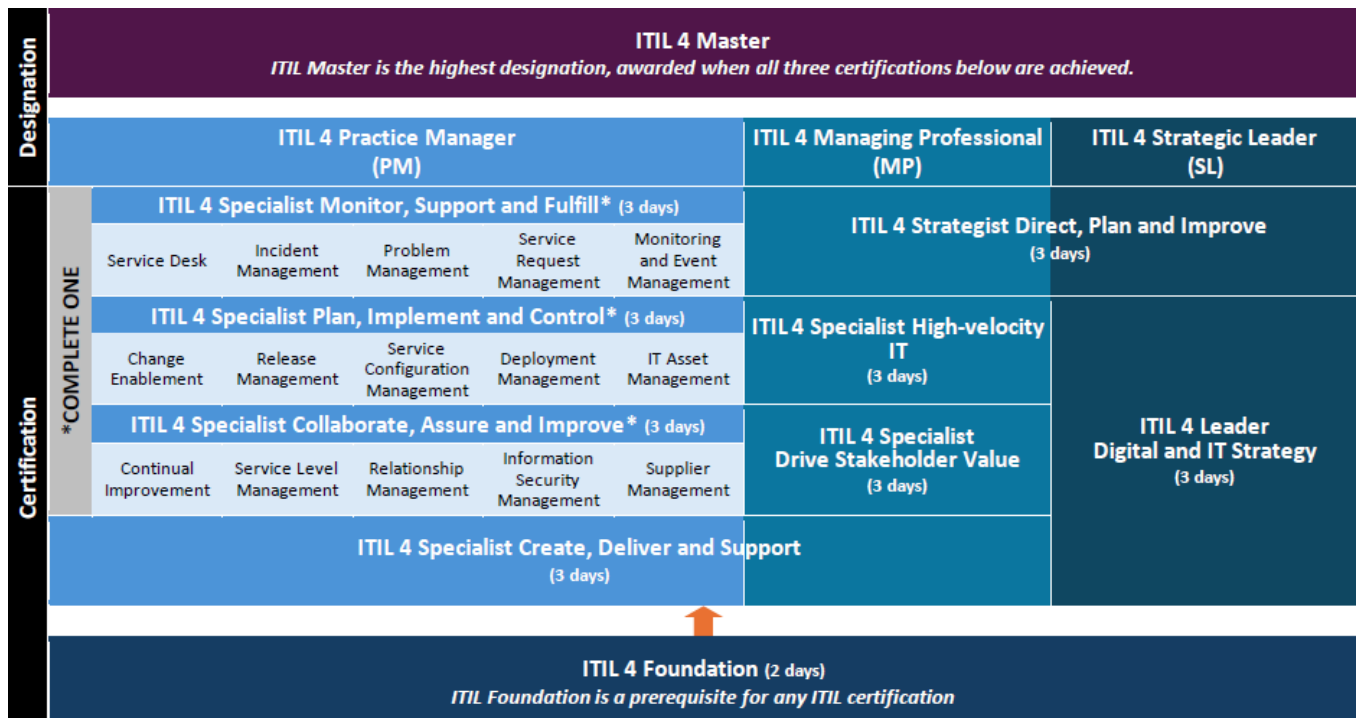 Designation
ITIL 4 Master
ITIL Master is the highest designation, awarded when all three certifications below are achieved.
ITIL 4 Practice Manager
(PM)
ITIL 4 Managing Professional
(MP)
ITIL 4 Strategic Leader
(SL)
Certification
*COMPLETE ONE
ITIL 4 Specialist Monitor, Support and Fulfill* (3 days)
Service Desk
Incident
Management
Problem
Management
Service
Request
Management
Monitoring
and Event
Management
ITIL 4 Strategist Direct, Plan and Improve
(3 days)
ITIL 4 Specialist Plan, Implement and Control* (3 days)
Change
Enablement
Release
Management
Service
Configuration
Management
Deployment
Management
IT Asset
Management
ITIL 4 Specialist High-velocity
IT
(3 days)
ITIL 4 Specialist Collaborate, Assure and Improve* (3 days)
Continual
Improvement
Service Level
Management
Relationship
Management
Information
Security
Management
Supplier
Management
ITIL 4 Specialist
Drive Stakeholder Value
(3 days)
ITIL 4 Leader
Digital and IT Strategy
(3 days)
ITIL 4 Specialist Create, Deliver and Support
(3 days)
ITIL 4 Foundation (2 days)
ITIL Foundation is a prerequisite for any ITIL certification